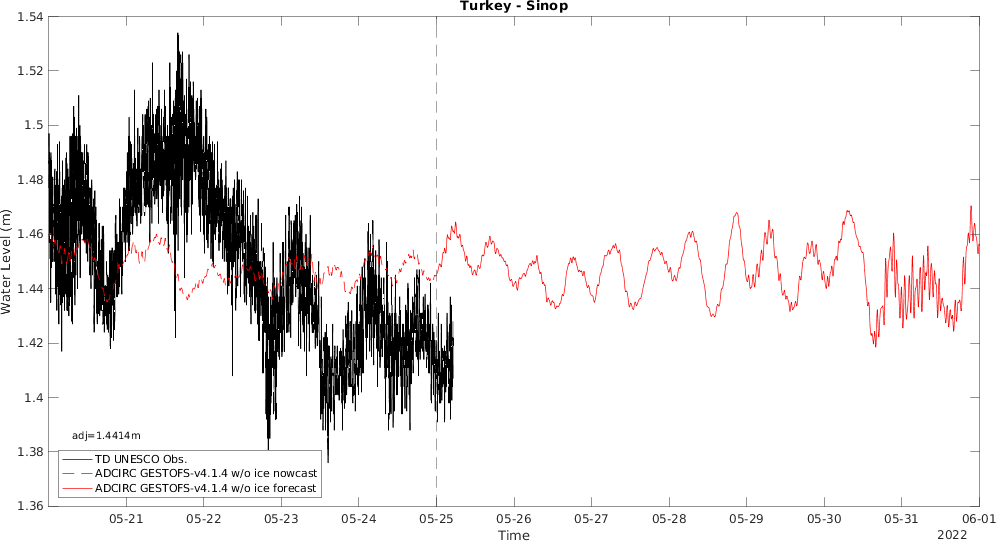 Turkey - Sinop
1.54
1.52
1.5
1.48
1.46
1.44
1.42
1.4
1.38
1.36
Water Level (m)
adj=1.4414m
TD UNESCO Obs.
ADCIRC GESTOFS-v4.1.4 w/o ice nowcast
ADCIRC GESTOFS-v4.1.4 w/o ice forecast
05-21 05-22 05-23 05-24 05-25 05-26 05-27 05-28 05-29 05-30 05-31 06-01
Time
2022